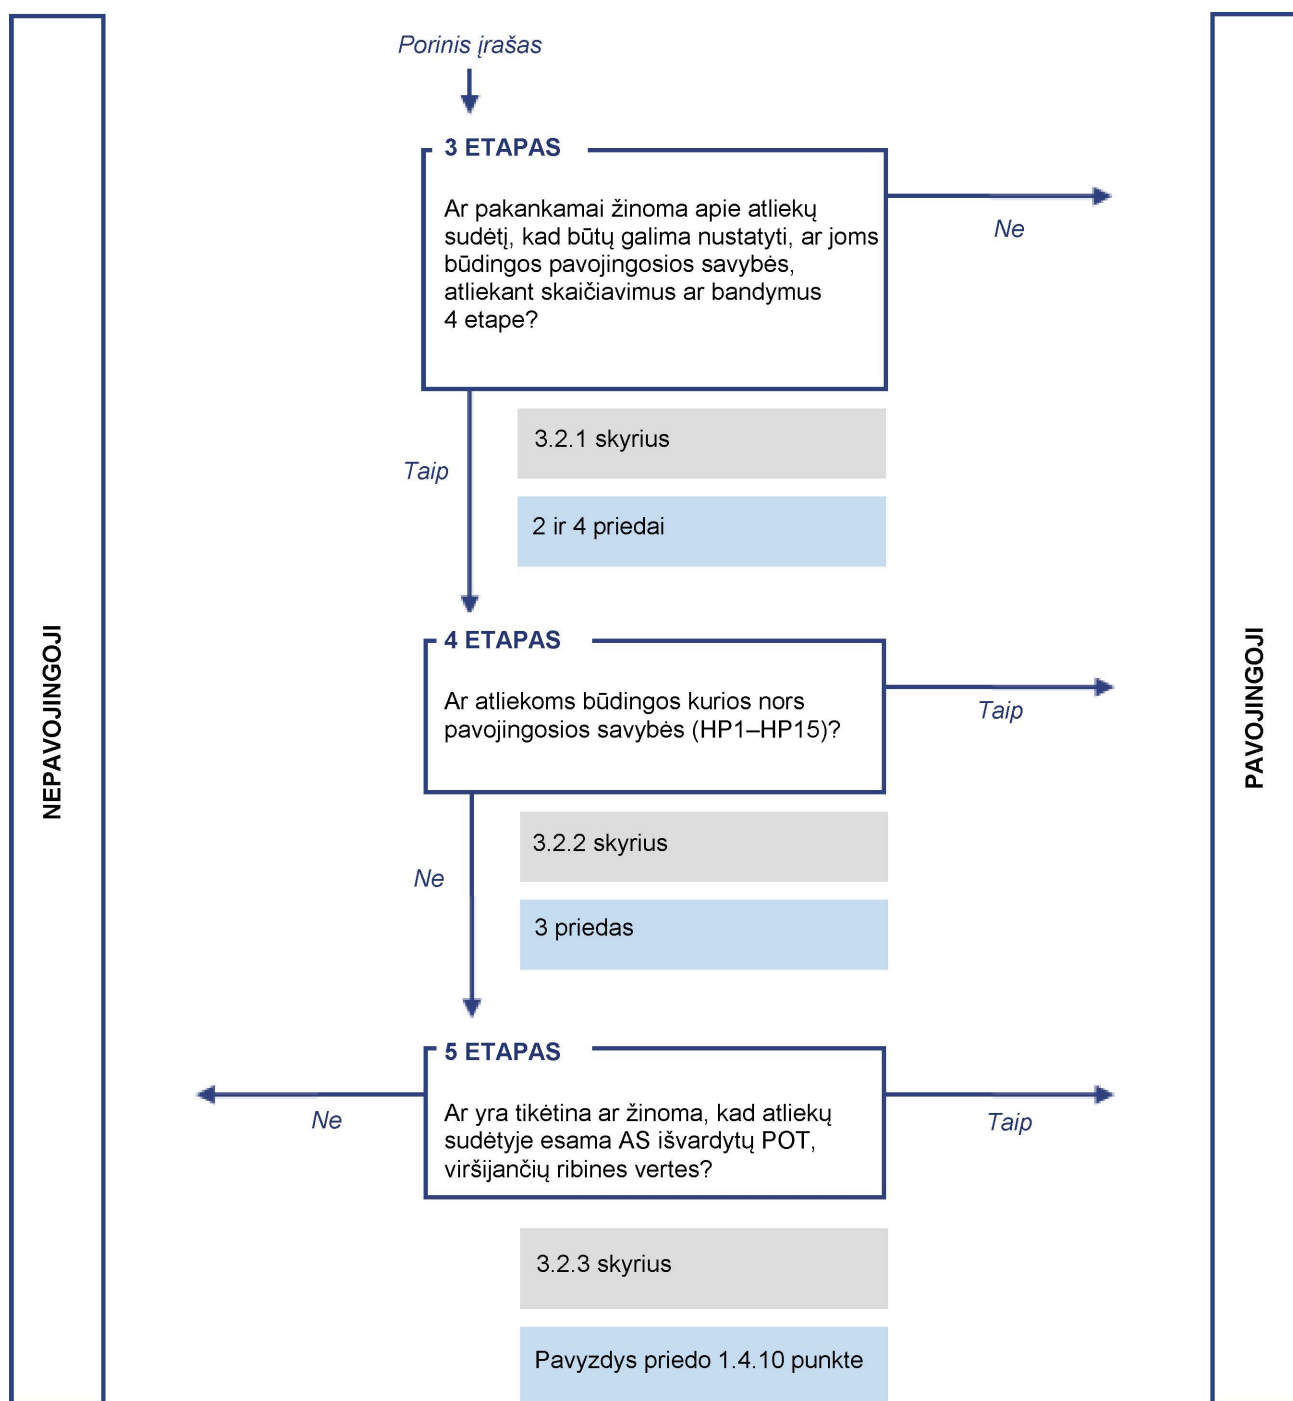 Porinis įrašas
3 ETAPAS
Ar pakankamai žinoma apie atliekų
sudėtį, kad būtų galima nustatyti, ar joms
būdingos pavojingosios savybės,
atliekant skaičiavimus ar bandymus
4 etape?
Ne
Taip
3.2.1 skyrius
2 ir 4 priedai
NEPAVOJINGOJI
PAVOJINGOJI
4 ETAPAS
Ar atliekoms būdingos kurios nors
pavojingosios savybės (HP1–HP15)?
Taip
Ne
3.2.2 skyrius
3 priedas
5 ETAPAS
Ar yra tikėtina ar žinoma, kad atliekų
sudėtyje esama AS išvardytų POT,
viršijančių ribines vertes?
Ne
Taip
3.2.3 skyrius
Pavyzdys priedo 1.4.10 punkte